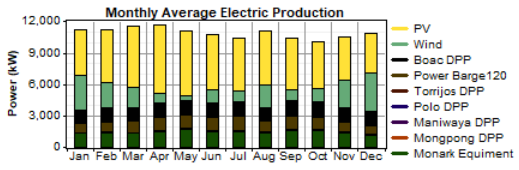 Monthly Average Electric Production
12,000
9,000
6,000
3,000
0
Power (kW)
Jan Feb Mar Apr May Jun Jul Aug Sep Oct Nov Dec
PV
Wind
Boac DPP
Power Barge120
Torrijos DPP
Polo DPP
Maniwaya DPP
Mongpong DPP
Monark Equiment